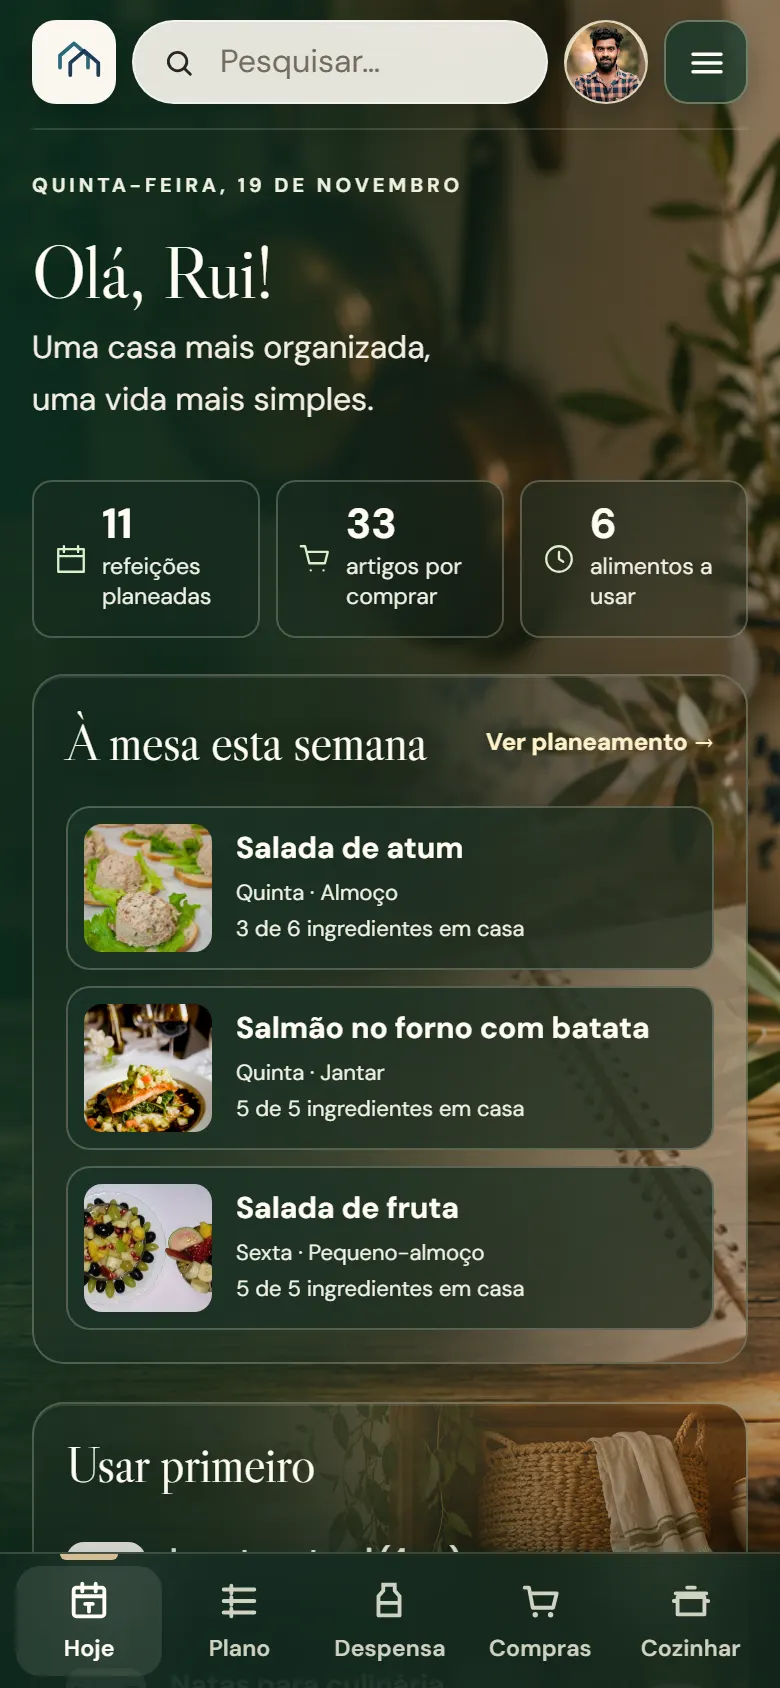 Pesquisar...
QUINTA-FEIRA, 19 DE NOVEMBRO
Olá, Rui!
Uma casa mais organizada,
uma vida mais simples.
11
refeições
planeadas
33
artigos por
comprar
6
alimentos a
usar
À mesa esta semana
Ver planeamento →
Salada de atum
Quinta · Almoço
3 de 6 ingredientes em casa
Salmão no forno com batata
Quinta · Jantar
5 de 5 ingredientes em casa
Salada de fruta
Sexta · Pequeno-almoço
5 de 5 ingredientes em casa
Usar primeiro
Hoje
Plano
Despensa
Compras
Cozinhar
Natas para culinária